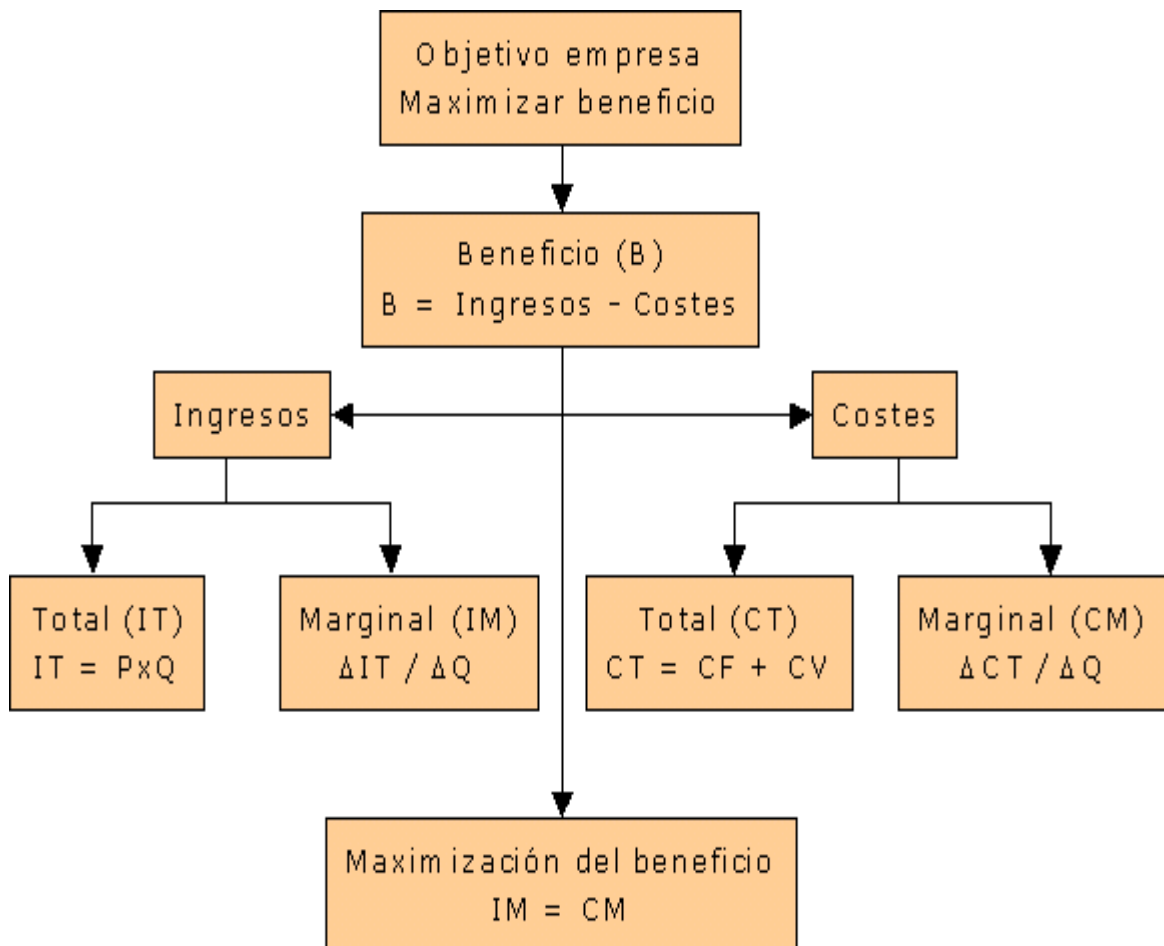 Objetivo empresa
Maximizar beneficio
Beneficio (B)
B = Ingresos - Costes
Ingresos
Costes
Total (IT)
IT = PxQ
Marginal (IM)
ΔIT / ΔQ
Total (CT)
CT = CF + CV
Marginal (CM)
ΔCT / ΔQ
Maximización del beneficio
IM = CM